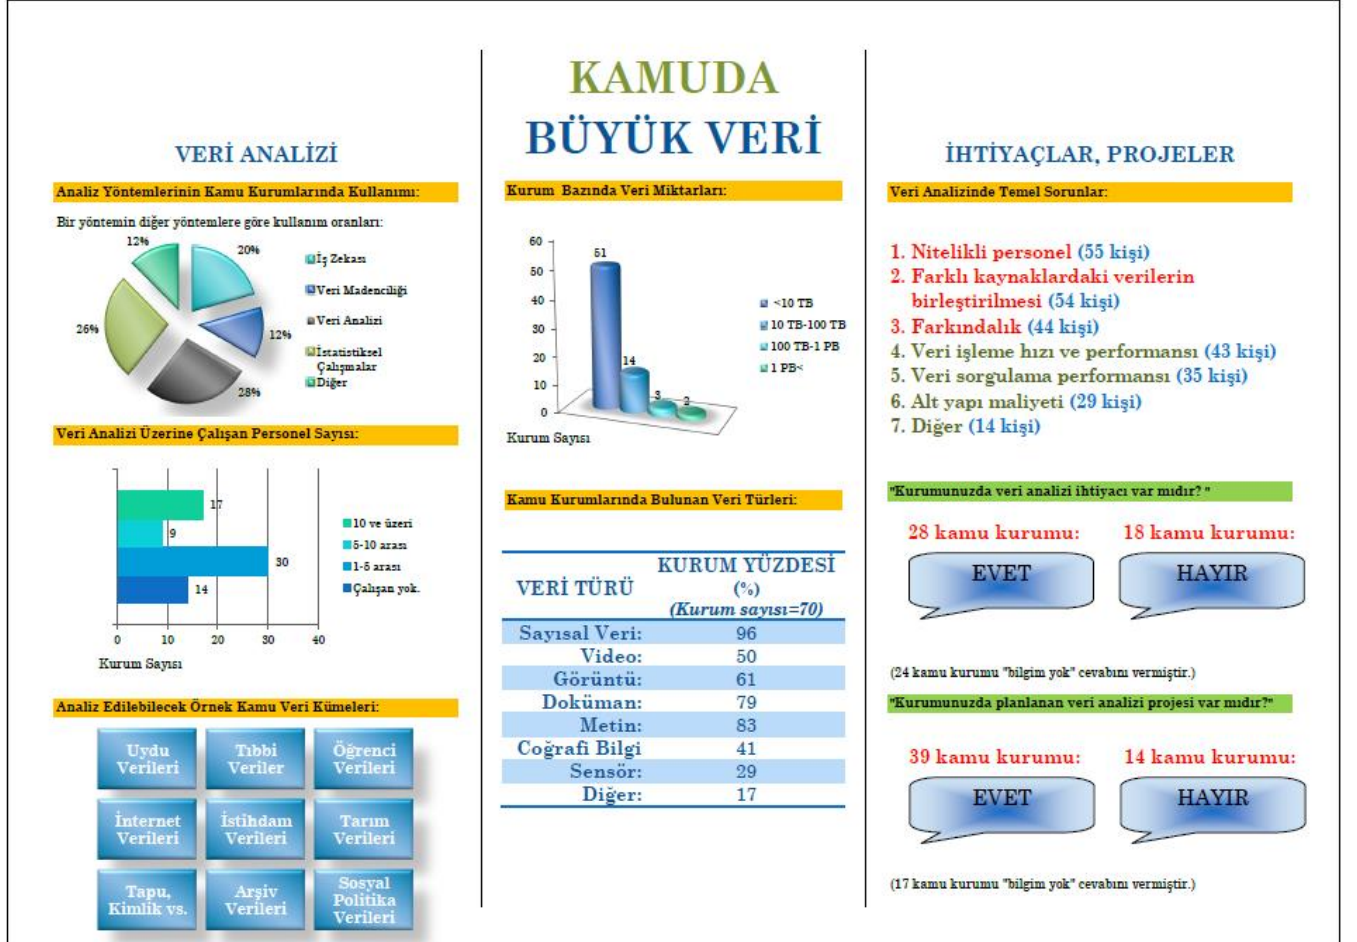 KAMUDA
BÜYÜK VERİ
VERİ ANALİZİ
Analiz Yöntemlerinin Kamu Kurumlarında Kullanımı:
Bir yöntemin diğer yöntemlere göre kullanım oranları:
12%
20%
26%
12%
28%
İş Zekası
Veri Madenciliği
Veri Analizi
İstatistiksel
Çalışmalar
Diğer
Veri Analizi Üzerine Çalışan Personel Sayısı:
17
9
30
14
0 10 20 30 40
Kurum Sayısı
10 ve üzeri
5-10 arası
1-5 arası
Çalışan yok.
Analiz Edilebilecek Örnek Kamu Veri Kümeleri:
Uydu
Verileri
Tıbbi
Veriler
Öğrenci
Verileri
İnternet
Verileri
İstihdam
Verileri
Tarım
Verileri
Tapu,
Kimlik vs.
Arşiv
Verileri
Sosyal
Politika
Verileri
Kurum Bazında Veri Miktarları:
60
50
40
30
20
10
0
51
14
3
2
Kurum Sayısı
<10 TB
10 TB-100 TB
100 TB-1 PB
1 PB<
Kamu Kurumlarında Bulunan Veri Türleri:
VERİ TÜRÜ
KURUM YÜZDESİ
(%)
(Kurum sayısı=70)
Sayısal Veri: 96
Video: 50
Görüntü: 61
Doküman: 79
Metin: 83
Coğrafi Bilgi 41
Sensör: 29
Diğer: 17
İHTİYAÇLAR, PROJELER
Veri Analizinde Temel Sorunlar:
1. Nitelikli personel (55 kişi)
2. Farklı kaynaklardaki verilerin
birleştirilmesi (54 kişi)
3. Farkındalık (44 kişi)
4. Veri işleme hızı ve performansı (43 kişi)
5. Veri sorgulama performansı (35 kişi)
6. Alt yapı maliyeti (29 kişi)
7. Diğer (14 kişi)
"Kurumunuzda veri analizi ihtiyacı var mıdır? "
28 kamu kurumu: 18 kamu kurumu:
EVET HAYIR
(24 kamu kurumu "bilgim yok" cevabını vermiştir.)
"Kurumunuzda planlanan veri analizi projesi var mıdır?"
39 kamu kurumu: 14 kamu kurumu:
EVET HAYIR
(17 kamu kurumu "bilgim yok" cevabını vermiştir.)